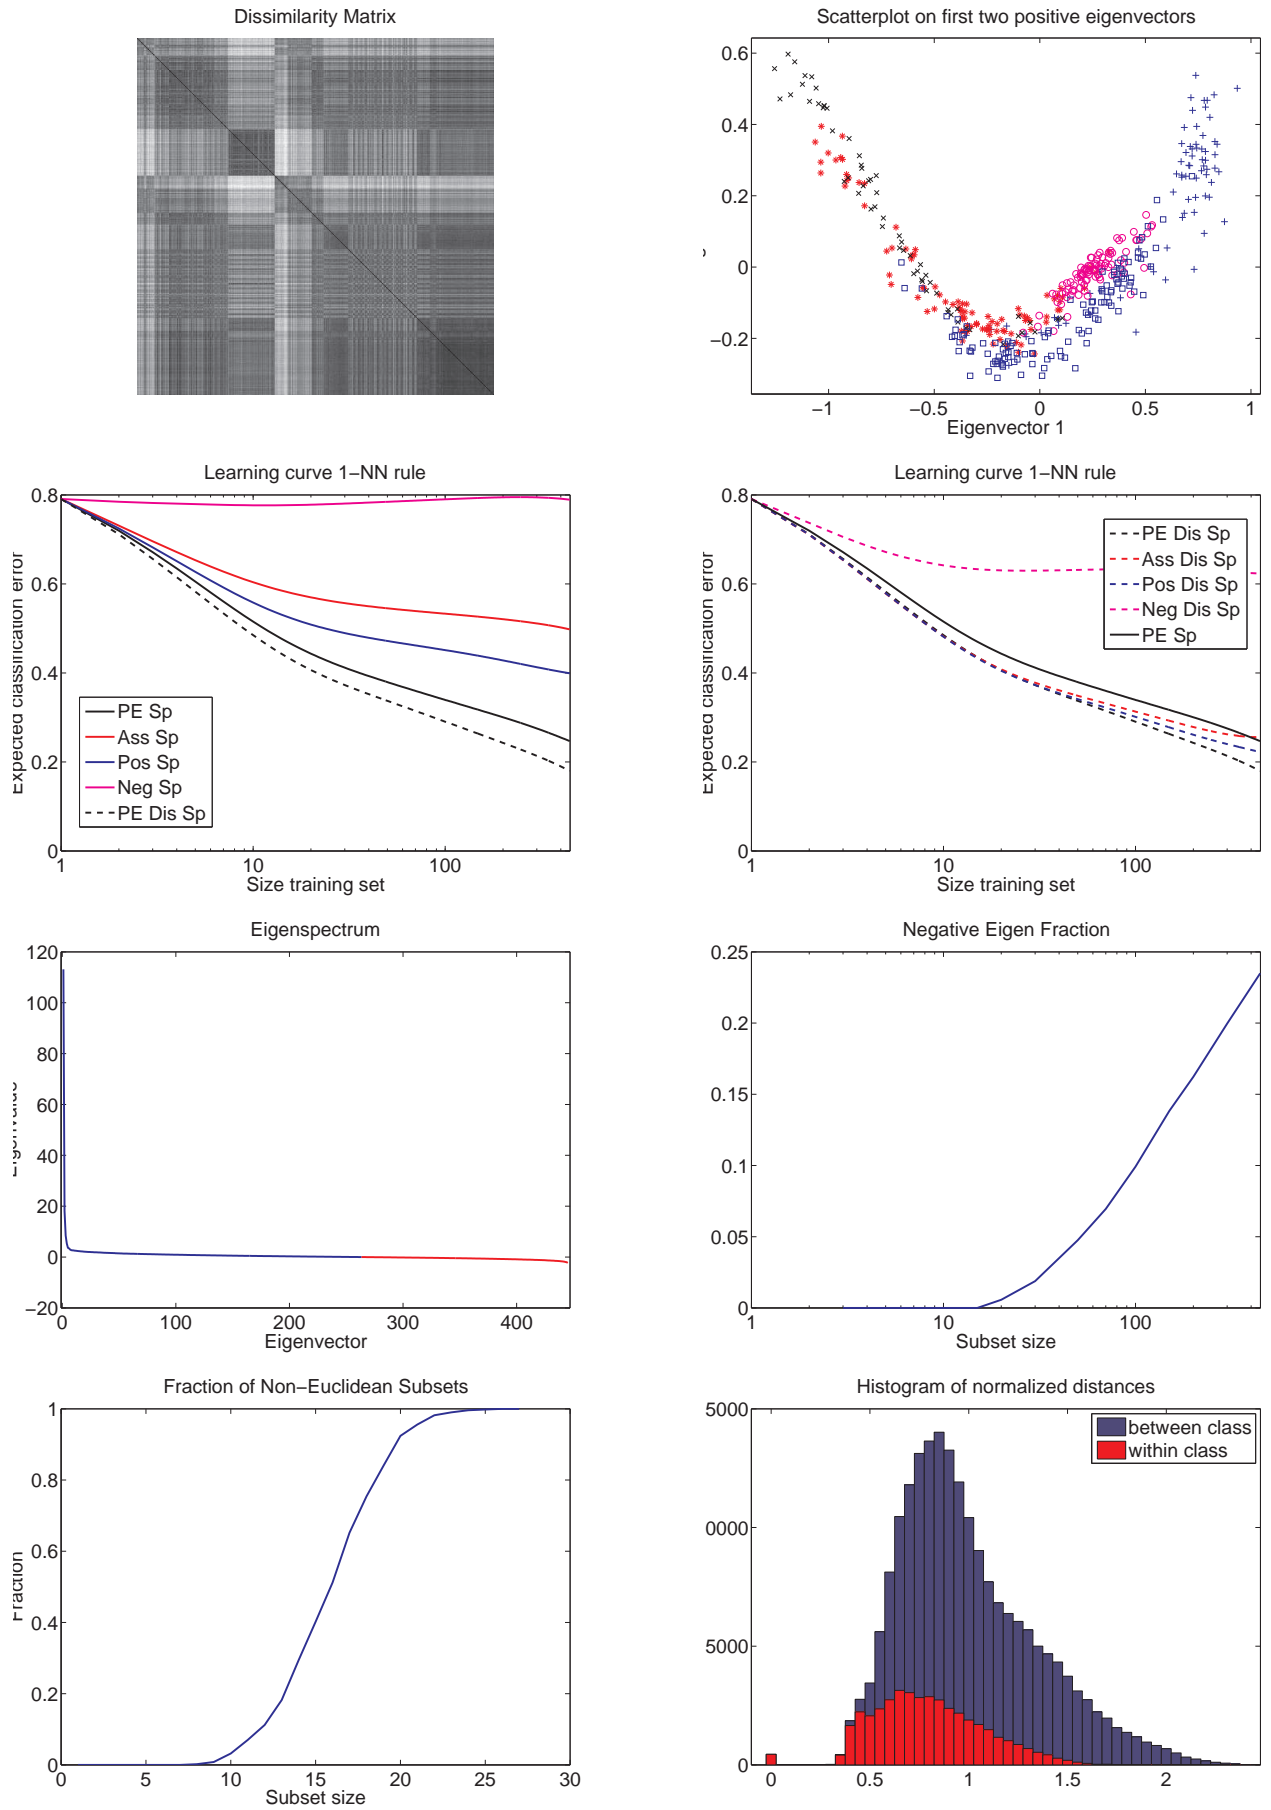 Dissimilarity Matrix
Scatterplot on first two positive eigenvectors
0.6
0.4
0.2
0
−0.2
−1
−0.5
0
0.5
1
Eigenvector 1
Learning curve 1−NN rule
Expected classification error
0.8
0.6
0.4
0.2
0
PE Sp
Ass Sp
Pos Sp
Neg Sp
PE Dis Sp
1
10
100
Size training set
Learning curve 1−NN rule
Expected classification error
0.8
0.6
0.4
0.2
0
PE Dis Sp
Ass Dis Sp
Pos Dis Sp
Neg Dis Sp
PE Sp
1
10
100
Size training set
Eigenspectrum
Eigenvalue
120
100
80
60
40
20
0
−20
0
100
200
300
400
Eigenvector
Negative Eigen Fraction
0.25
0.2
0.15
0.1
0.05
0
1
10
100
Subset size
Fraction of Non−Euclidean Subsets
Fraction
1
0.8
0.6
0.4
0.2
0
0
5
10
15
20
25
30
Subset size
Histogram of normalized distances
5000
0000
5000
0
between class
within class
0
0.5
1
1.5
2